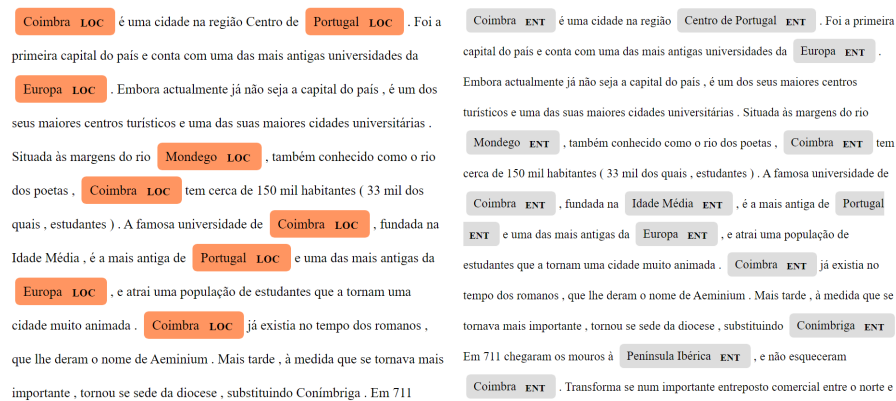 Coimbra LOC é uma cidade na região Centro de Portugal LOC . Foi a
primeira capital do país e conta com uma das mais antigas universidades da
Europa LOC . Embora actualmente já não seja a capital do país , é um dos
seus maiores centros turísticos e uma das suas maiores cidades universitárias .
Situada às margens do rio Mondego LOC , também conhecido como o rio
dos poetas , Coimbra LOC tem cerca de 150 mil habitantes ( 33 mil dos
quais , estudantes ) . A famosa universidade de Coimbra LOC , fundada na
Idade Média , é a mais antiga de Portugal LOC e uma das mais antigas da
Europa LOC , e atrai uma população de estudantes que a tornam uma
cidade muito animada . Coimbra LOC já existia no tempo dos romanos ,
que lhe deram o nome de Aeminium . Mais tarde , à medida que se tornava mais
importante , tornou se sede da diocese , substituindo Conímbriga . Em 711
Coimbra ENT é uma cidade na região Centro de Portugal ENT . Foi a primeira
capital do país e conta com uma das mais antigas universidades da Europa ENT .
Embora actualmente já não seja a capital do país , é um dos seus maiores centros
turísticos e uma das suas maiores cidades universitárias . Situada às margens do rio
Mondego ENT , também conhecido como o rio dos poetas , Coimbra ENT tem
cerca de 150 mil habitantes ( 33 mil dos quais , estudantes ) . A famosa universidade de
Coimbra ENT , fundada na Idade Média ENT , é a mais antiga de Portugal
ENT e uma das mais antigas da Europa ENT , e atrai uma população de
estudantes que a tornam uma cidade muito animada . Coimbra ENT já existia no
tempo dos romanos , que lhe deram o nome de Aeminium . Mais tarde , à medida que se
tornava mais importante , tornou se sede da diocese , substituindo Conímbriga ENT
Em 711 chegaram os mouros à Península Ibérica ENT , e não esqueceram
Coimbra ENT . Transforma se num importante entreposto comercial entre o norte e